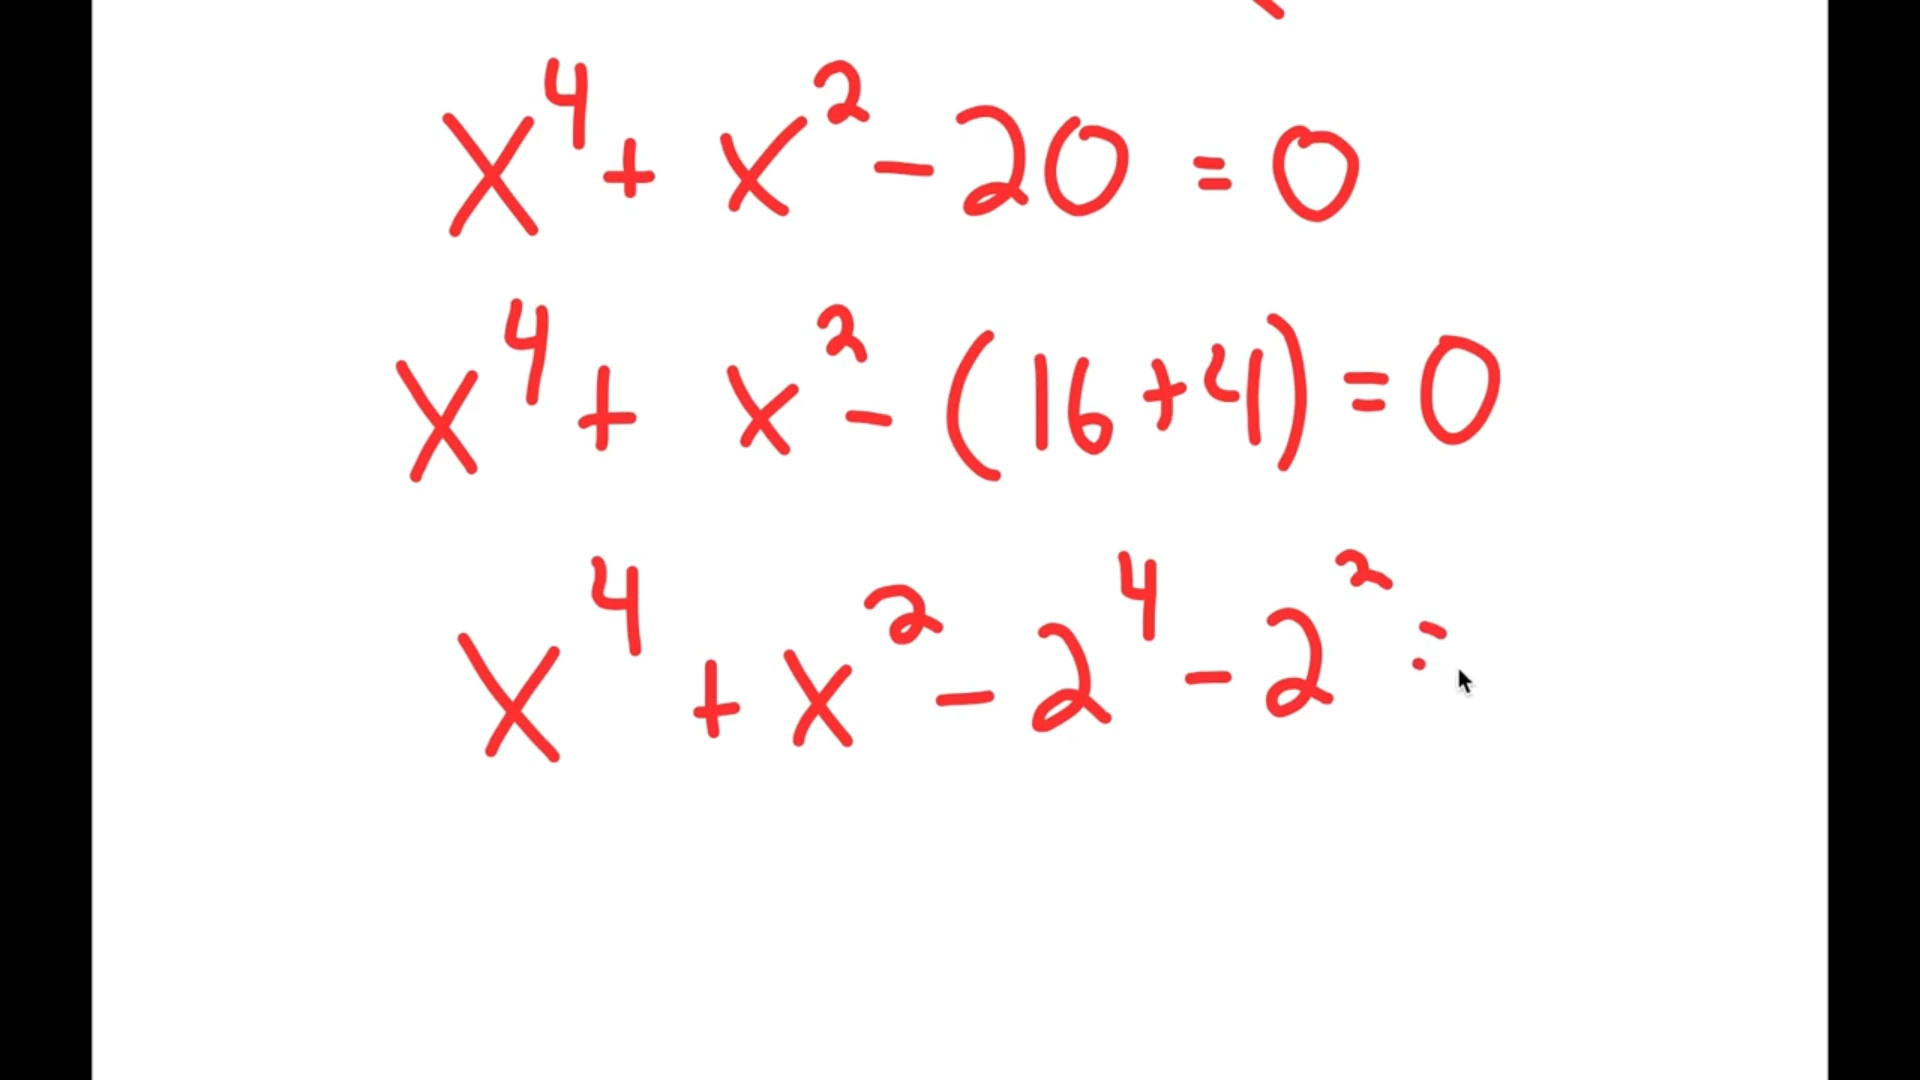 x⁴ + x² - 20 = 0
x⁴ + x² - (16 + 4) = 0
x⁴ + x² - 2⁴ - 2² =